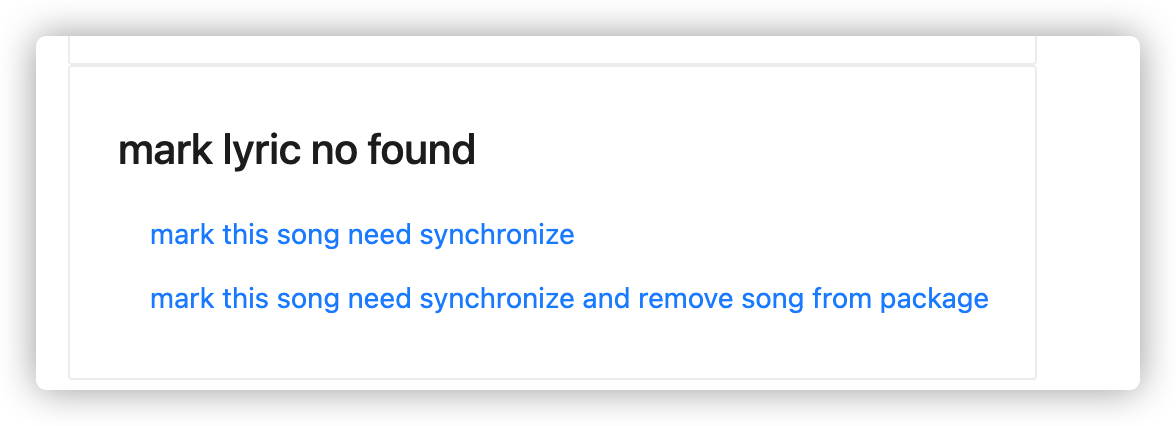 mark lyric no found
mark this song need synchronize
mark this song need synchronize and remove song from package